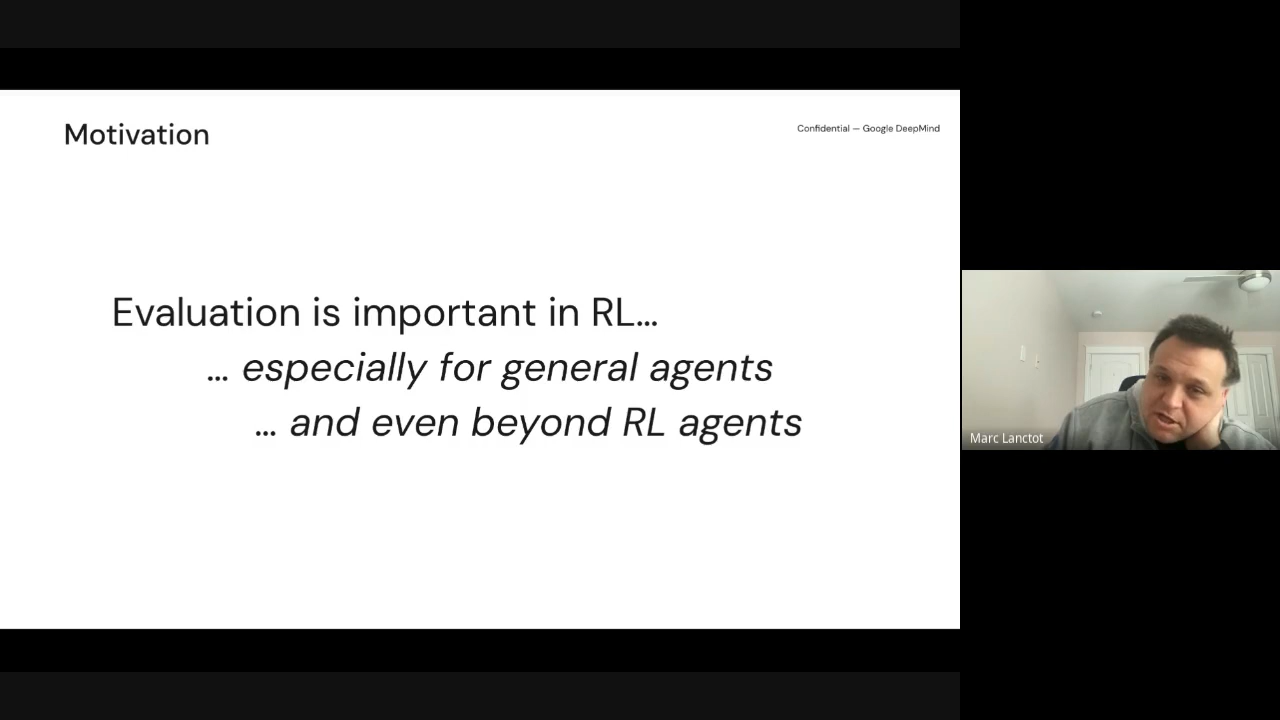 Motivation
Confidential — Google DeepMind
Evaluation is important in RL...
... especially for general agents
... and even beyond RL agents
Marc Lanctot